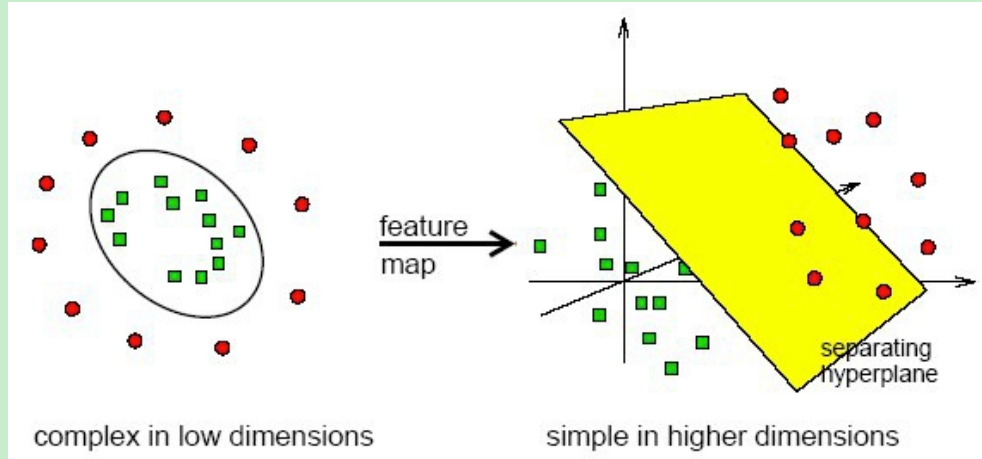 feature
map
separating
hyperplane
complex in low dimensions
simple in higher dimensions